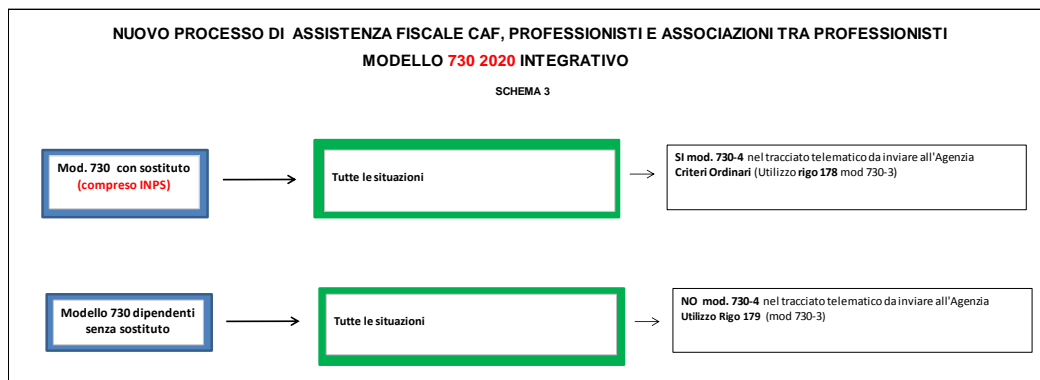 NUOVO PROCESSO DI ASSISTENZA FISCALE CAF, PROFESSIONISTI E ASSOCIAZIONI TRA PROFESSIONISTI
MODELLO 730 2020 INTEGRATIVO
SCHEMA 3
Mod. 730 con sostituto
(compreso INPS)
Tutte le situazioni
SI mod. 730-4 nel tracciato telematico da inviare all'Agenzia
Criteri Ordinari (Utilizzo rigo 178 mod 730-3)
Modello 730 dipendenti
senza sostituto
Tutte le situazioni
NO mod. 730-4 nel tracciato telematico da inviare all'Agenzia
Utilizzo Rigo 179 (mod 730-3)